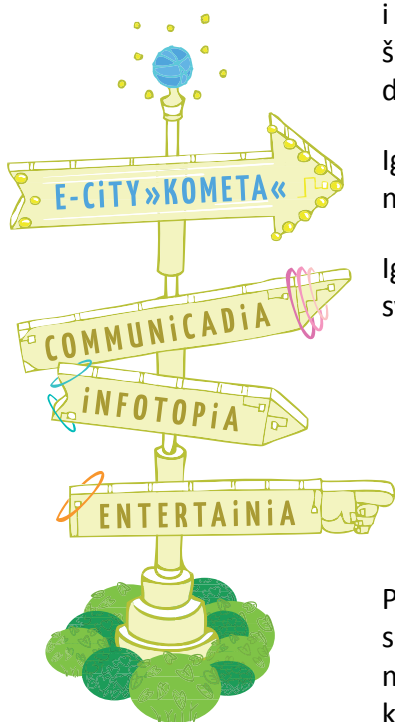 E-CiTY»KOMETA«
COMMUNiCADiA
iNFOTOPiA
ENTERTAiNiA
i